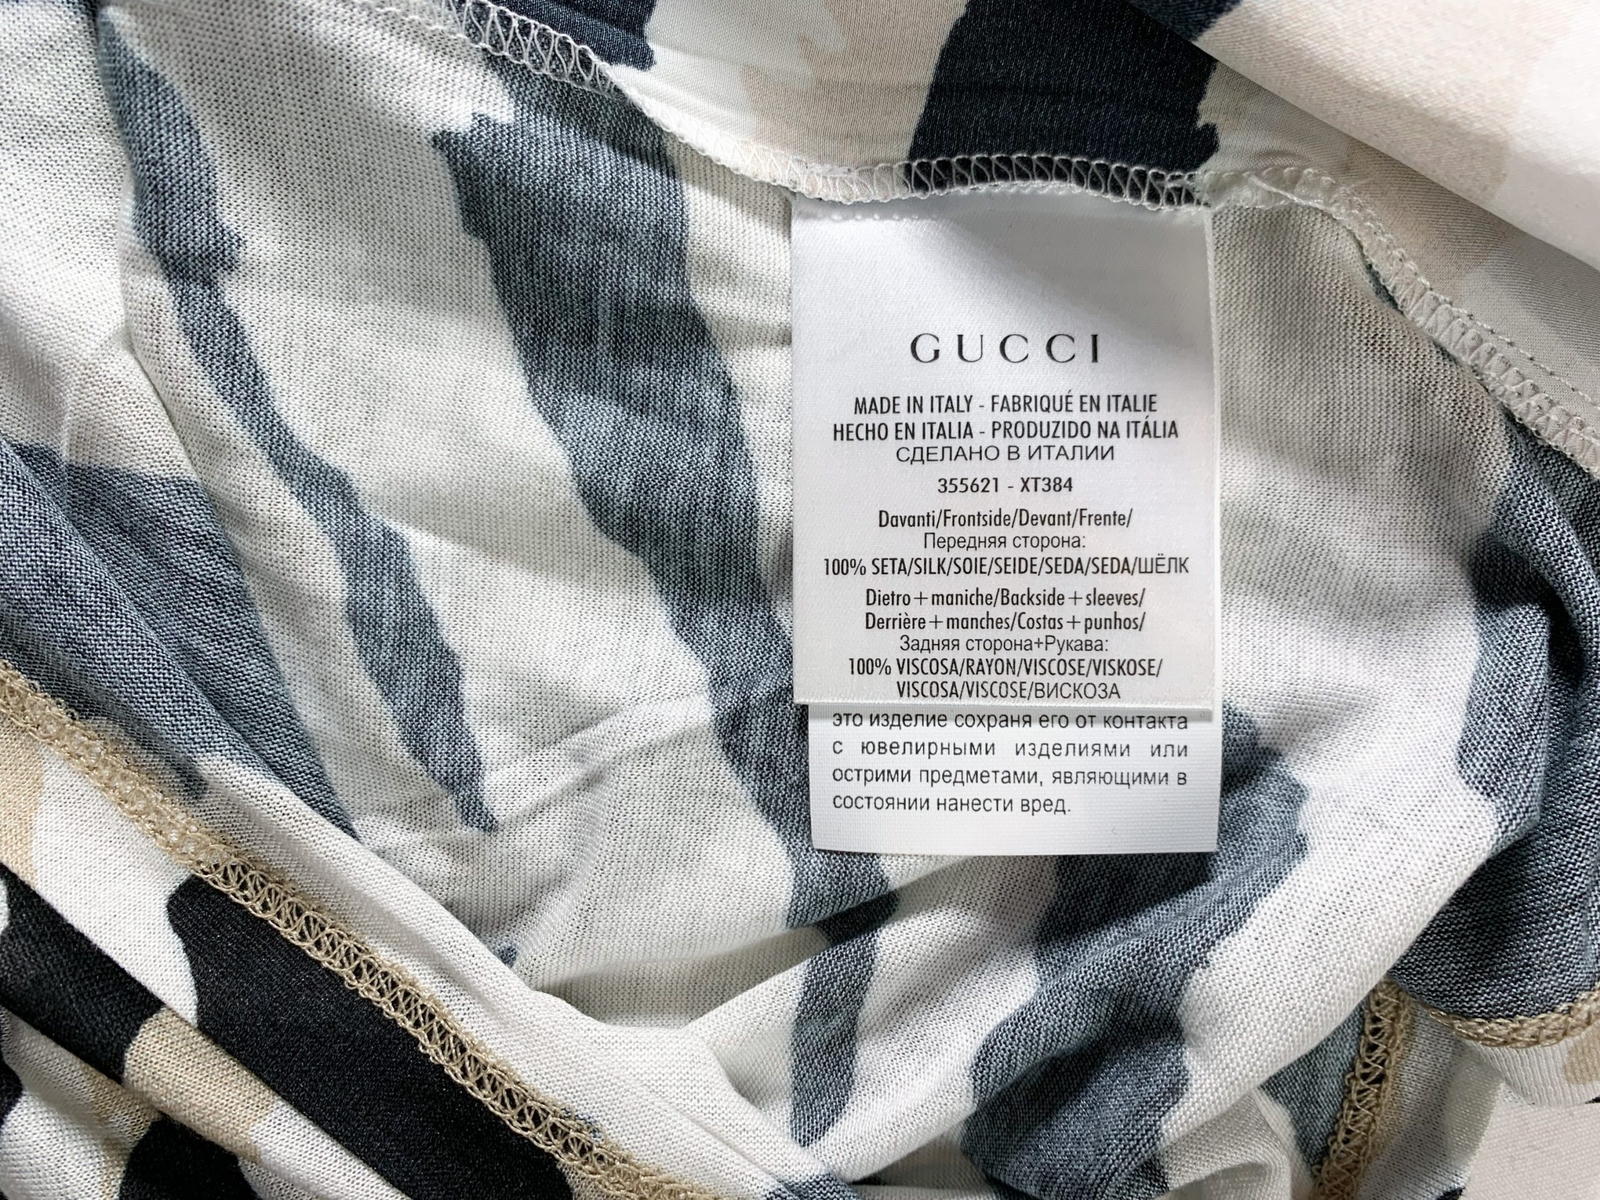 GUCCI
MADE IN ITALY - FABRIQUÉ EN ITALIE
HECHO EN ITALIA - PRODUZIDO NA ITÁLIA
СДЕЛАНО В ИТАЛИИ
355621 - XT384
Davanti/Frontside/Devant/Frente/
Передняя сторона:
100% SETA/SILK/SOIE/SEIDE/SEDA/SEDA/ШЁЛК
Dietro+maniche/Backside+sleeves/
Derrière+manches/Costas+punhos/
Задняя сторона+Рукава:
100% VISCOSA/RAYON/VISCOSE/VISKOSE/
VISCOSA/VISCOSE/ВИСКОЗА
это изделие сохраня его от контакта
с ювелирными изделиями или
острими предметами, являющими в
состоянии нанести вред.